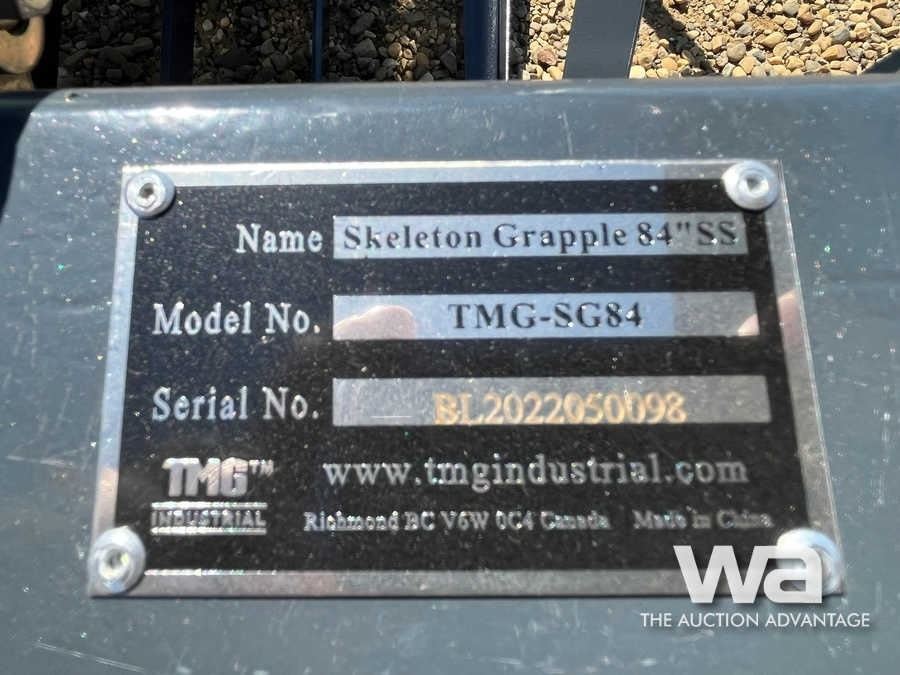 Name Skeleton Grapple 84"SS
Model No. TMG-SG84
Serial No. BL2022050098
TMG™ www.tmgindustrial.com
INDUSTRIAL Richmond BC V6W 0C4 Canada Made in China
wa
THE AUCTION ADVANTAGE